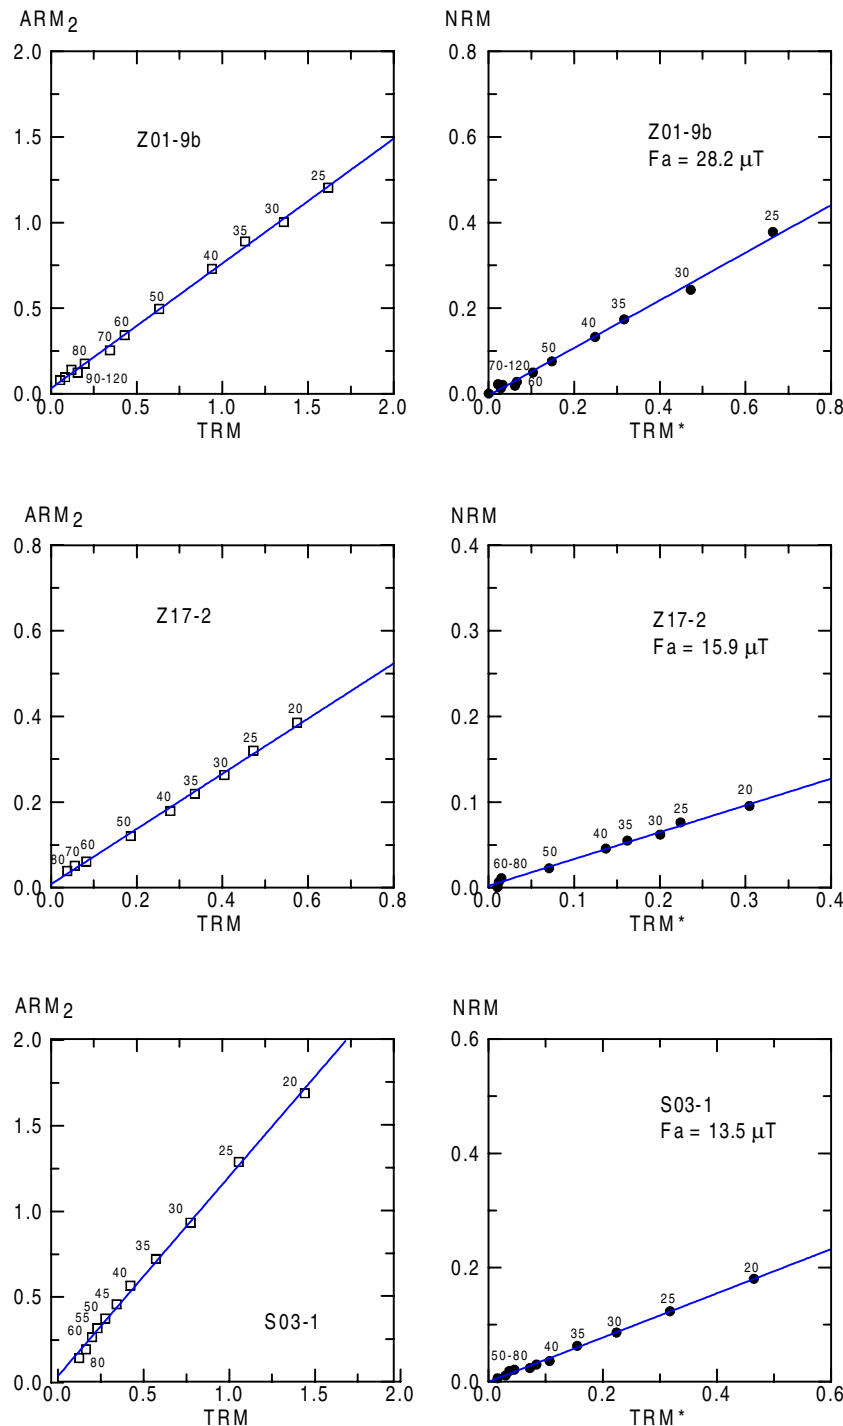 ARM2
2.0
1.5
1.0
0.5
0.0
Z01-9b
25
30
35
40
50
60
70
80
90-120
0.0 0.5 1.0 1.5 2.0
TRM
NRM
0.8
0.6
0.4
0.2
0.0
Z01-9b
Fa = 28.2 μT
25
30
35
40
50
60
70-120
0.0 0.2 0.4 0.6 0.8
TRM*
ARM2
0.8
0.6
0.4
0.2
0.0
Z17-2
20
25
30
35
40
50
60
70
80
0.0 0.2 0.4 0.6 0.8
TRM
NRM
0.4
0.3
0.2
0.1
0.0
Z17-2
Fa = 15.9 μT
20
25
30
35
40
50
60-80
0.0 0.1 0.2 0.3 0.4
TRM*
ARM2
2.0
1.5
1.0
0.5
0.0
20
25
30
35
40
45
50
55
60
80
S03-1
0.0 0.5 1.0 1.5 2.0
TRM
NRM
0.6
0.4
0.2
0.0
S03-1
Fa = 13.5 μT
20
25
30
35
40
50-80
0.0 0.2 0.4 0.6
TRM*